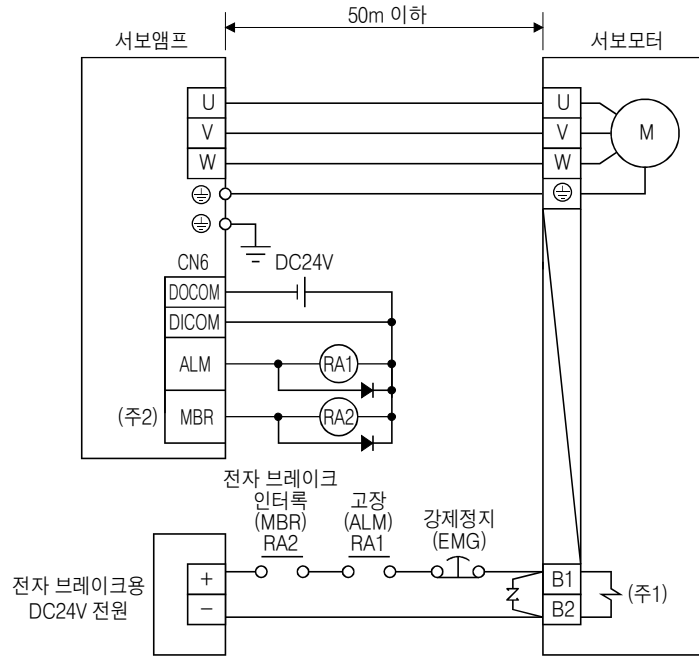 50m 이하
서보앰프
서보모터
U
V
W
U
V
W
M
CN6
DC24V
DOCOM
DICOM
ALM
RA1
(주2)
MBR
RA2
전자 브레이크
인터록
(MBR)
RA2
고장
(ALM)
RA1
강제정지
(EMG)
전자 브레이크용
DC24V 전원
+
−
B1
B2
(주1)